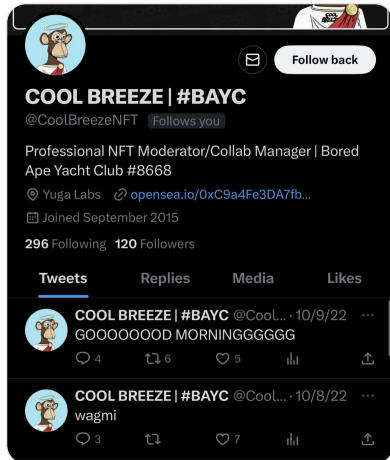 COOL BREEZE
Follow back
COOL BREEZE | #BAYC
@CoolBreezeNFT Follows you
Professional NFT Moderator/Collab Manager | Bored
Ape Yacht Club #8668
Yuga Labs opensea.io/0xC9a4Fe3DA7fb...
Joined September 2015
296 Following 120 Followers
Tweets Replies Media Likes
COOL BREEZE | #BAYC @Cool... · 10/9/22
GOOOOOOOD MORNINGGGGGG
4 6 5
COOL BREEZE | #BAYC @Cool... · 10/8/22
wagmi
3 7